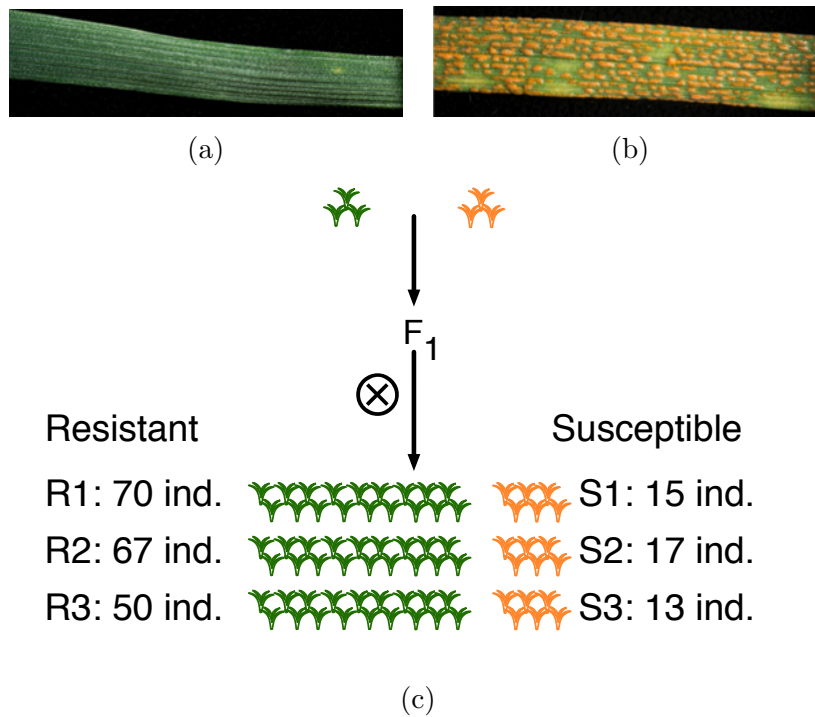 (a) (b)
F1
Resistant Susceptible
R1: 70 ind. S1: 15 ind.
R2: 67 ind. S2: 17 ind.
R3: 50 ind. S3: 13 ind.
(c)